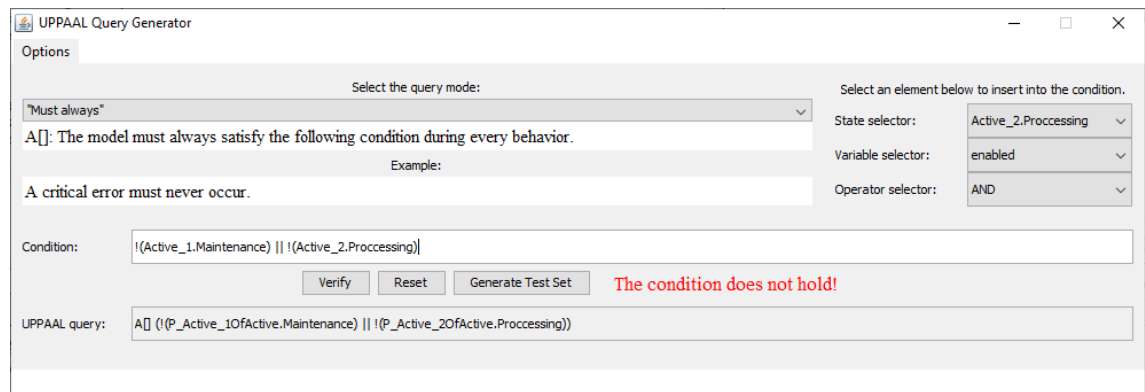 UPPAAL Query Generator
Options
Select the query mode:
"Must always"
A[]: The model must always satisfy the following condition during every behavior.
Example:
A critical error must never occur.
Select an element below to insert into the condition.
State selector: Active_2.Proccessing
Variable selector: enabled
Operator selector: AND
Condition: !(Active_1.Maintenance) || !(Active_2.Proccessing)
Verify Reset Generate Test Set The condition does not hold!
UPPAAL query: A[] (!(P_Active_1OfActive.Maintenance) || !(P_Active_2OfActive.Proccessing))